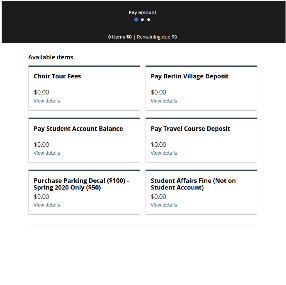 Pay amount
0 items $0 | Remaining due $0
Available items
Choir Tour Fees
$0.00
View details
Pay Berlin Village Deposit
$0.00
View details
Pay Student Account Balance
$0.00
View details
Pay Travel Course Deposit
$0.00
View details
Purchase Parking Decal ($100) -
Spring 2020 Only ($50)
$0.00
View details
Student Affairs Fine (Not on
Student Account)
$0.00
View details